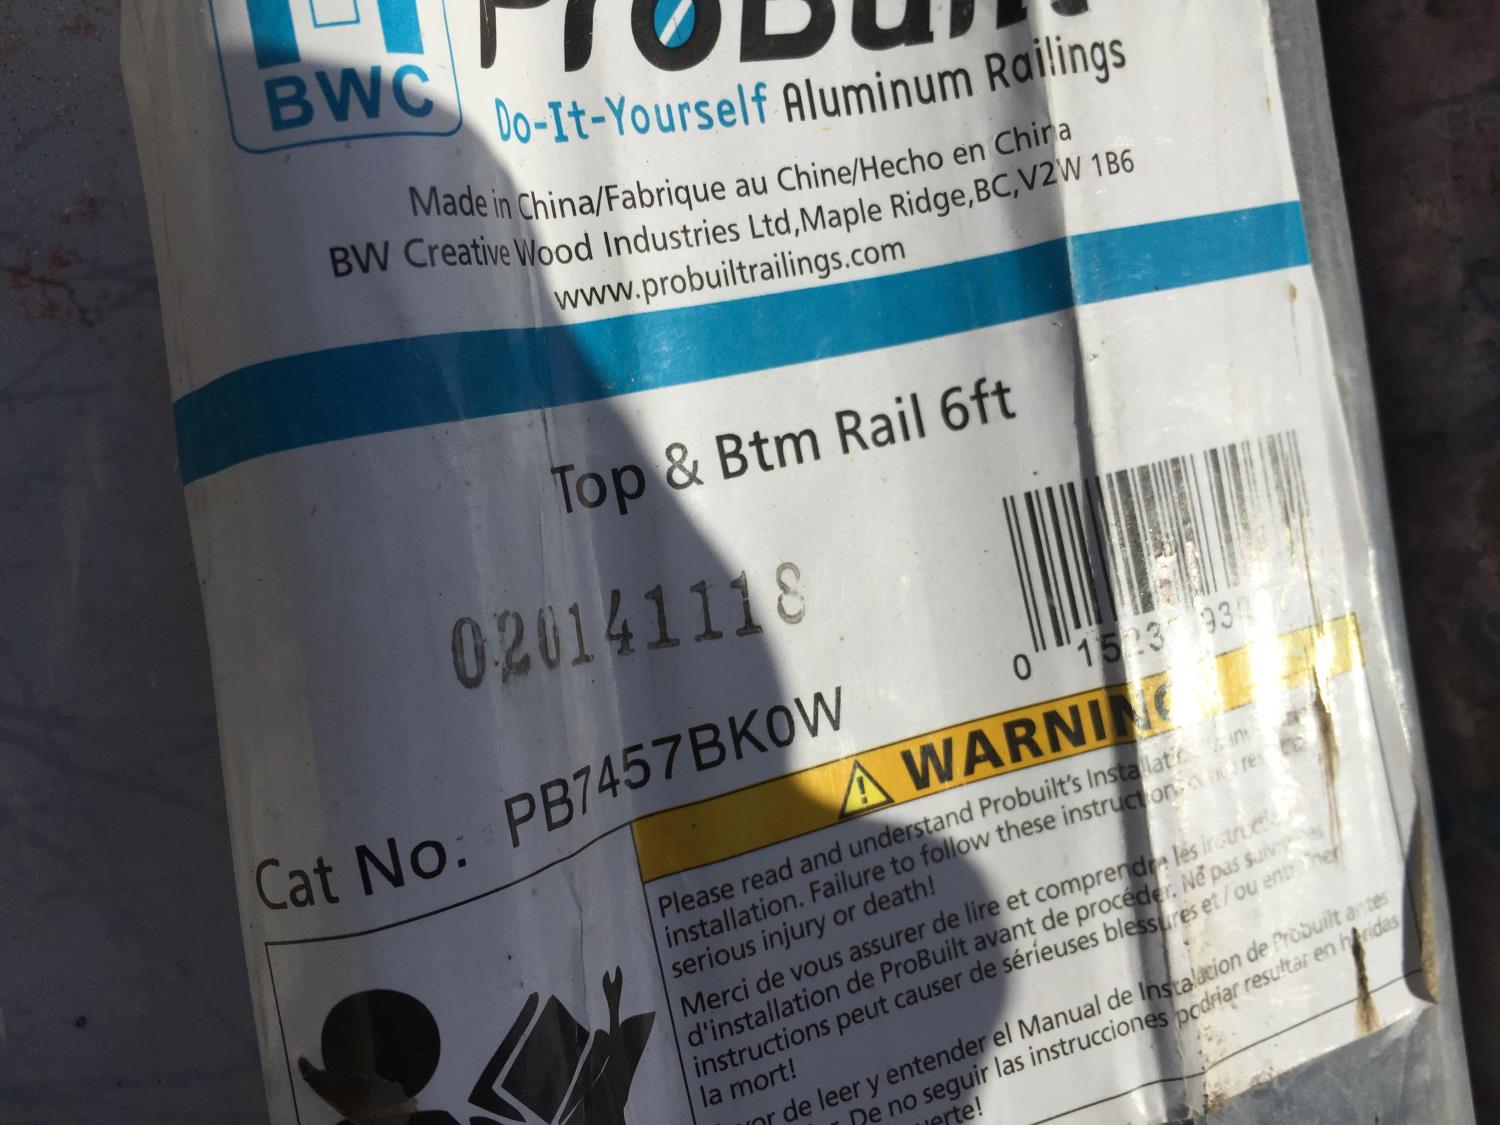 BWC
ProBuilt
Do-It-Yourself Aluminum Railings
Made in China/Fabrique au Chine/Hecho en China
BW Creative Wood Industries Ltd,Maple Ridge,BC,V2W 1B6
www.probuiltrailings.com
Top & Btm Rail 6ft
020141118
0 1523 93
Cat No. PB7457BK0W
WARNING
Please read and understand Probuilt's Installation
installation. Failure to follow these instructions
serious injury or death!
Merci de vous assurer de lire et comprendre les
d'installation de ProBuilt avant de procéder. Ne pas suivre
instructions peut causer de sérieuses blessures et / ou
la mort!
de leer y entender el Manual de Instalacion de Probuilt antes
De no seguir las instrucciones podriar resultar en heridas